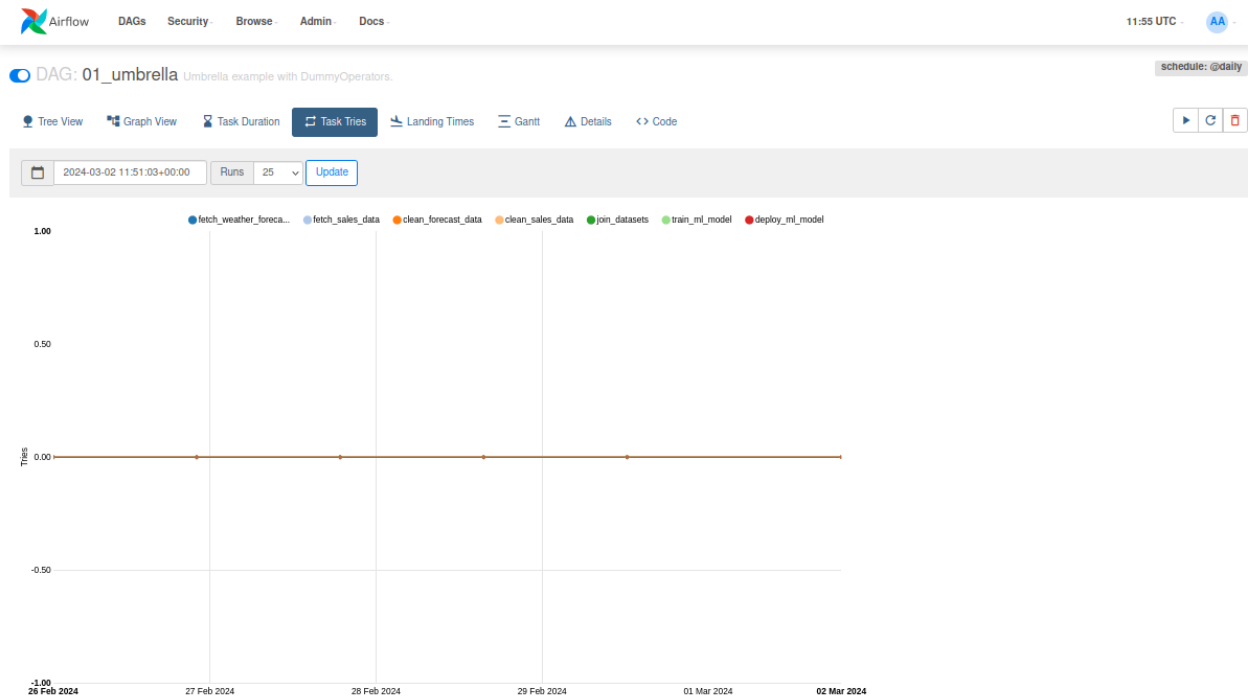 Airflow DAGs Security Browse Admin Docs 11:55 UTC AA
schedule: @daily
DAG: 01_umbrella Umbrella example with DummyOperators.
Tree View Graph View Task Duration Task Tries Landing Times Gantt Details Code
2024-03-02 11:51:03+00:00 Runs 25 Update
fetch_weather_foreca... fetch_sales_data clean_forecast_data clean_sales_data join_datasets train_ml_model deploy_ml_model
1.00
0.50
Tries
0.00
-0.50
-1.00
26 Feb 2024 27 Feb 2024 28 Feb 2024 29 Feb 2024 01 Mar 2024 02 Mar 2024